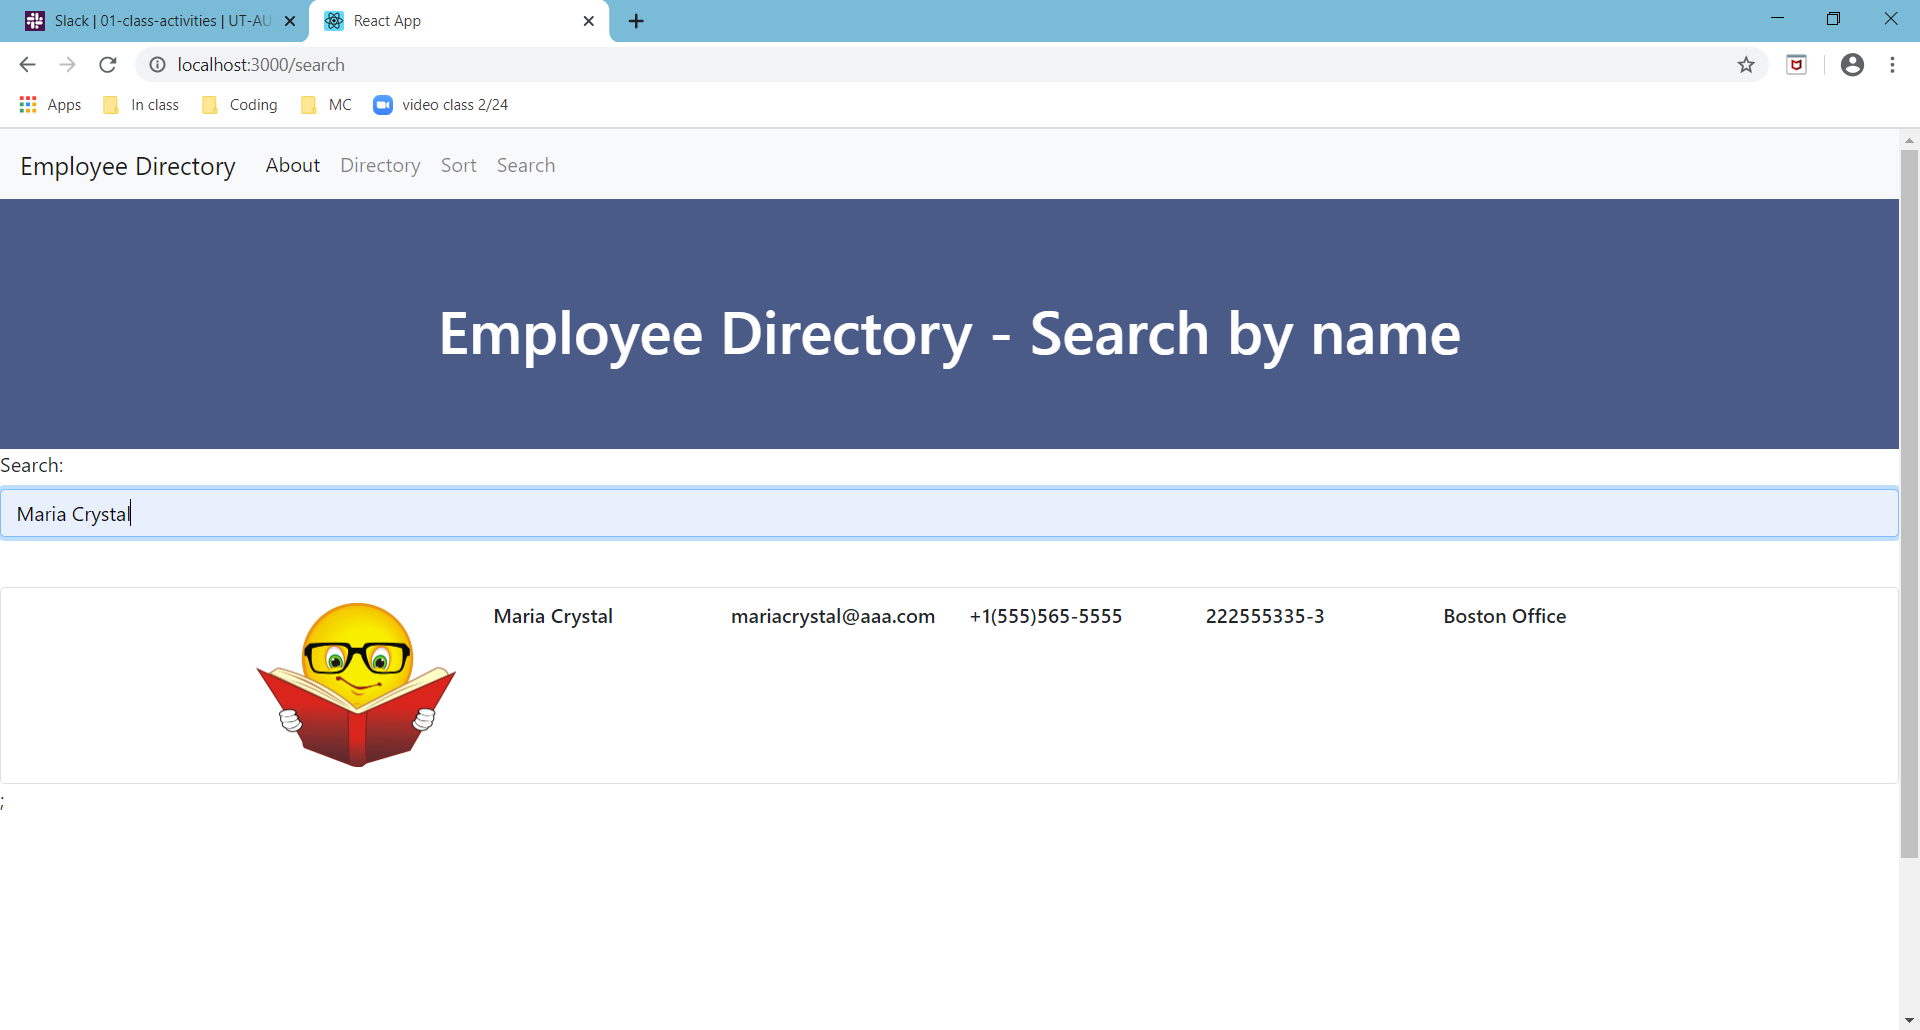 Slack | 01-class-activities | UT-AU
React App
localhost:3000/search
Apps In class Coding MC video class 2/24
Employee Directory About Directory Sort Search
Employee Directory - Search by name
Search:
Maria Crystal
Maria Crystal mariacrystal@aaa.com +1(555)565-5555 222555335-3 Boston Office
;